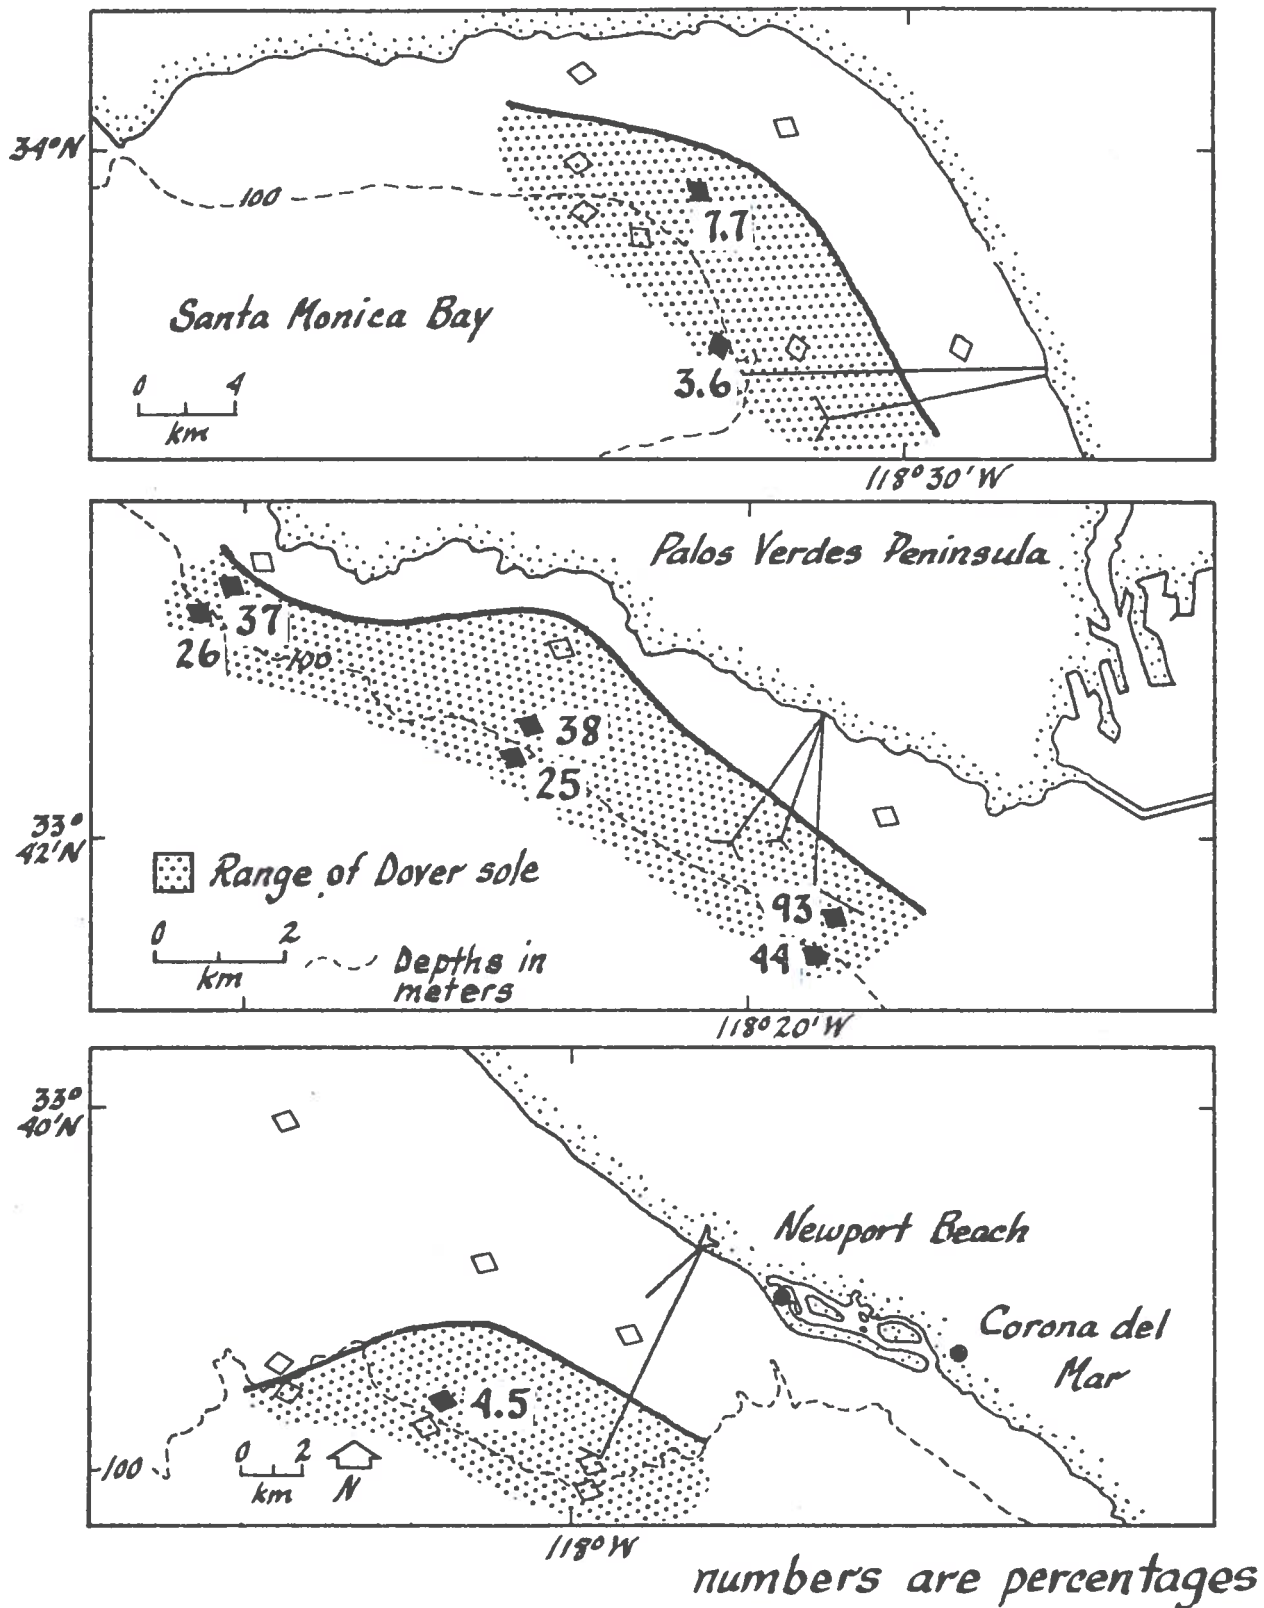 34°N
100
7.7
Santa Monica Bay
0 4
km
3.6
118°30'W
Palos Verdes Peninsula
37
26
100
38
25
33°
42'N
Range of Dover sole
93
0 2
km
Depths in
meters
44
118°20'W
33°
40'N
Newport Beach
Corona del
Mar
4.5
0 2
km
N
100
118°W
numbers are percentages